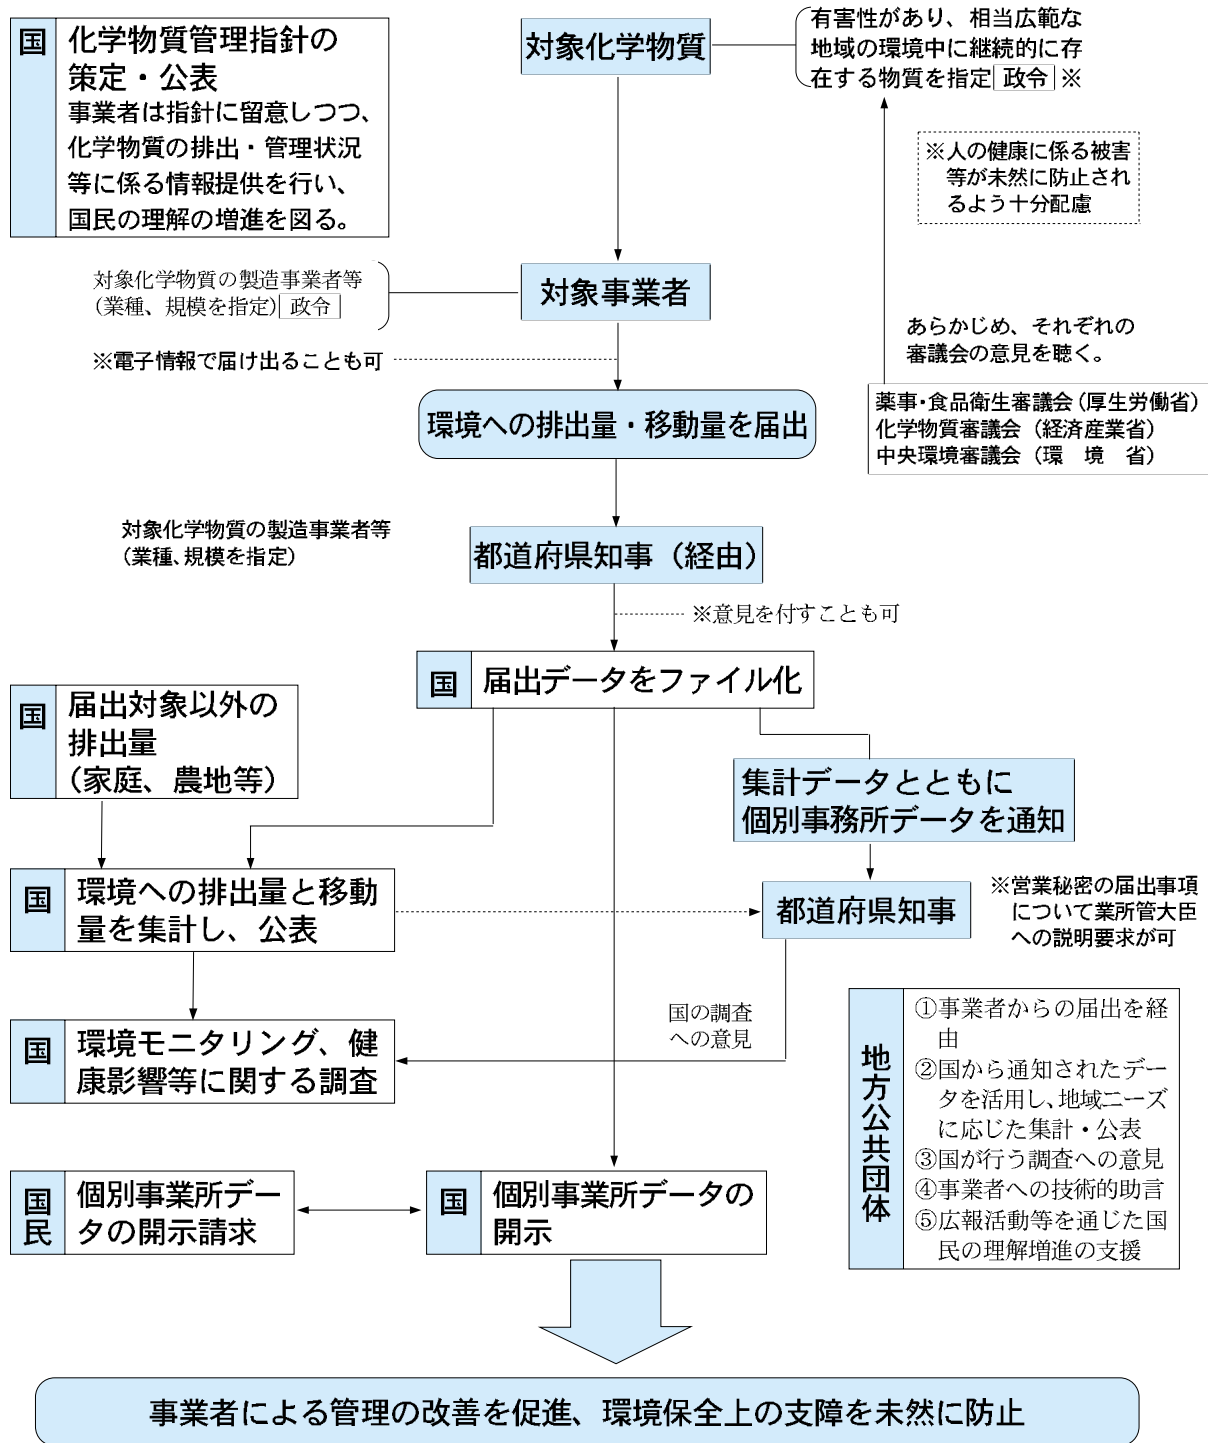 国
化学物質管理指針の
策定・公表
事業者は指針に留意しつつ、
化学物質の排出・管理状況
等に係る情報提供を行い、
国民の理解の増進を図る。
対象化学物質
有害性があり、相当広範な
地域の環境中に継続的に存
在する物質を指定 政令 ※
※人の健康に係る被害
等が未然に防止され
るよう十分配慮
対象化学物質の製造事業者等
(業種、規模を指定) 政令
対象事業者
※電子情報で届け出ることも可
あらかじめ、それぞれの
審議会の意見を聴く。
薬事・食品衛生審議会(厚生労働省)
化学物質審議会(経済産業省)
中央環境審議会(環 境 省)
環境への排出量・移動量を届出
対象化学物質の製造事業者等
(業種、規模を指定)
都道府県知事(経由)
※意見を付すことも可
国
届出データをファイル化
国
届出対象以外の
排出量
(家庭、農地等)
集計データとともに
個別事務所データを通知
国
環境への排出量と移動
量を集計し、公表
都道府県知事
※営業秘密の届出事項
について業所管大臣
への説明要求が可
国の調査
への意見
国
環境モニタリング、健
康影響等に関する調査
地方公共団体
①事業者からの届出を経
由
②国から通知されたデー
タを活用し、地域ニーズ
に応じた集計・公表
③国が行う調査への意見
④事業者への技術的助言
⑤広報活動等を通じた国
民の理解増進の支援
国民
個別事業所デー
タの開示請求
国
個別事業所データの
開示
事業者による管理の改善を促進、環境保全上の支障を未然に防止